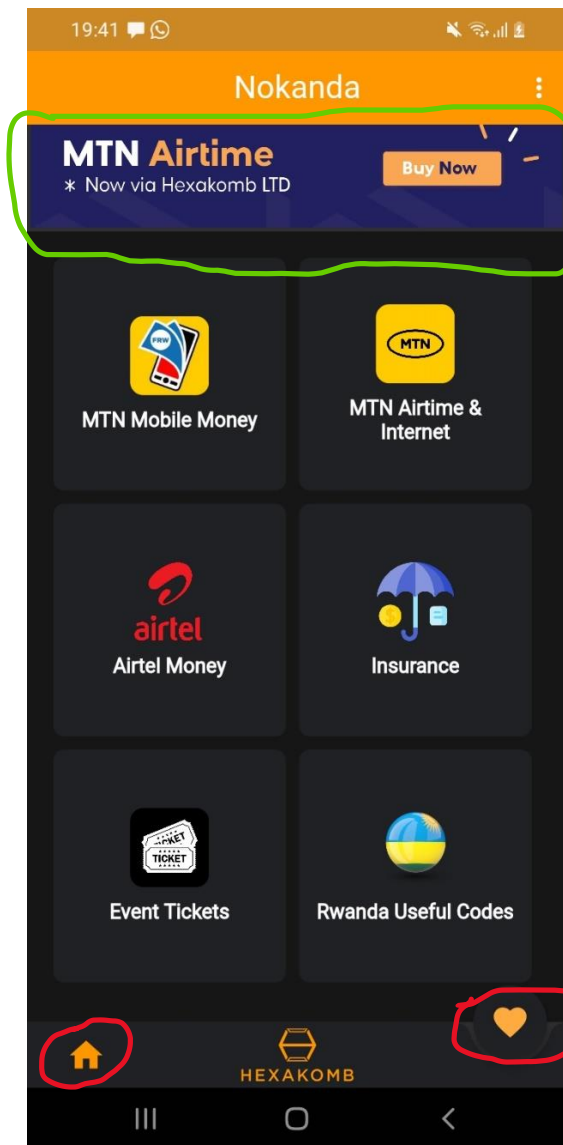 19:41
Nokanda
MTN Airtime
* Now via Hexakomb LTD
Buy Now
FRW
MTN Mobile Money
MTN
MTN Airtime &
Internet
airtel
Airtel Money
Insurance
TICKET
TICKET
Event Tickets
Rwanda Useful Codes
HEXAKOMB